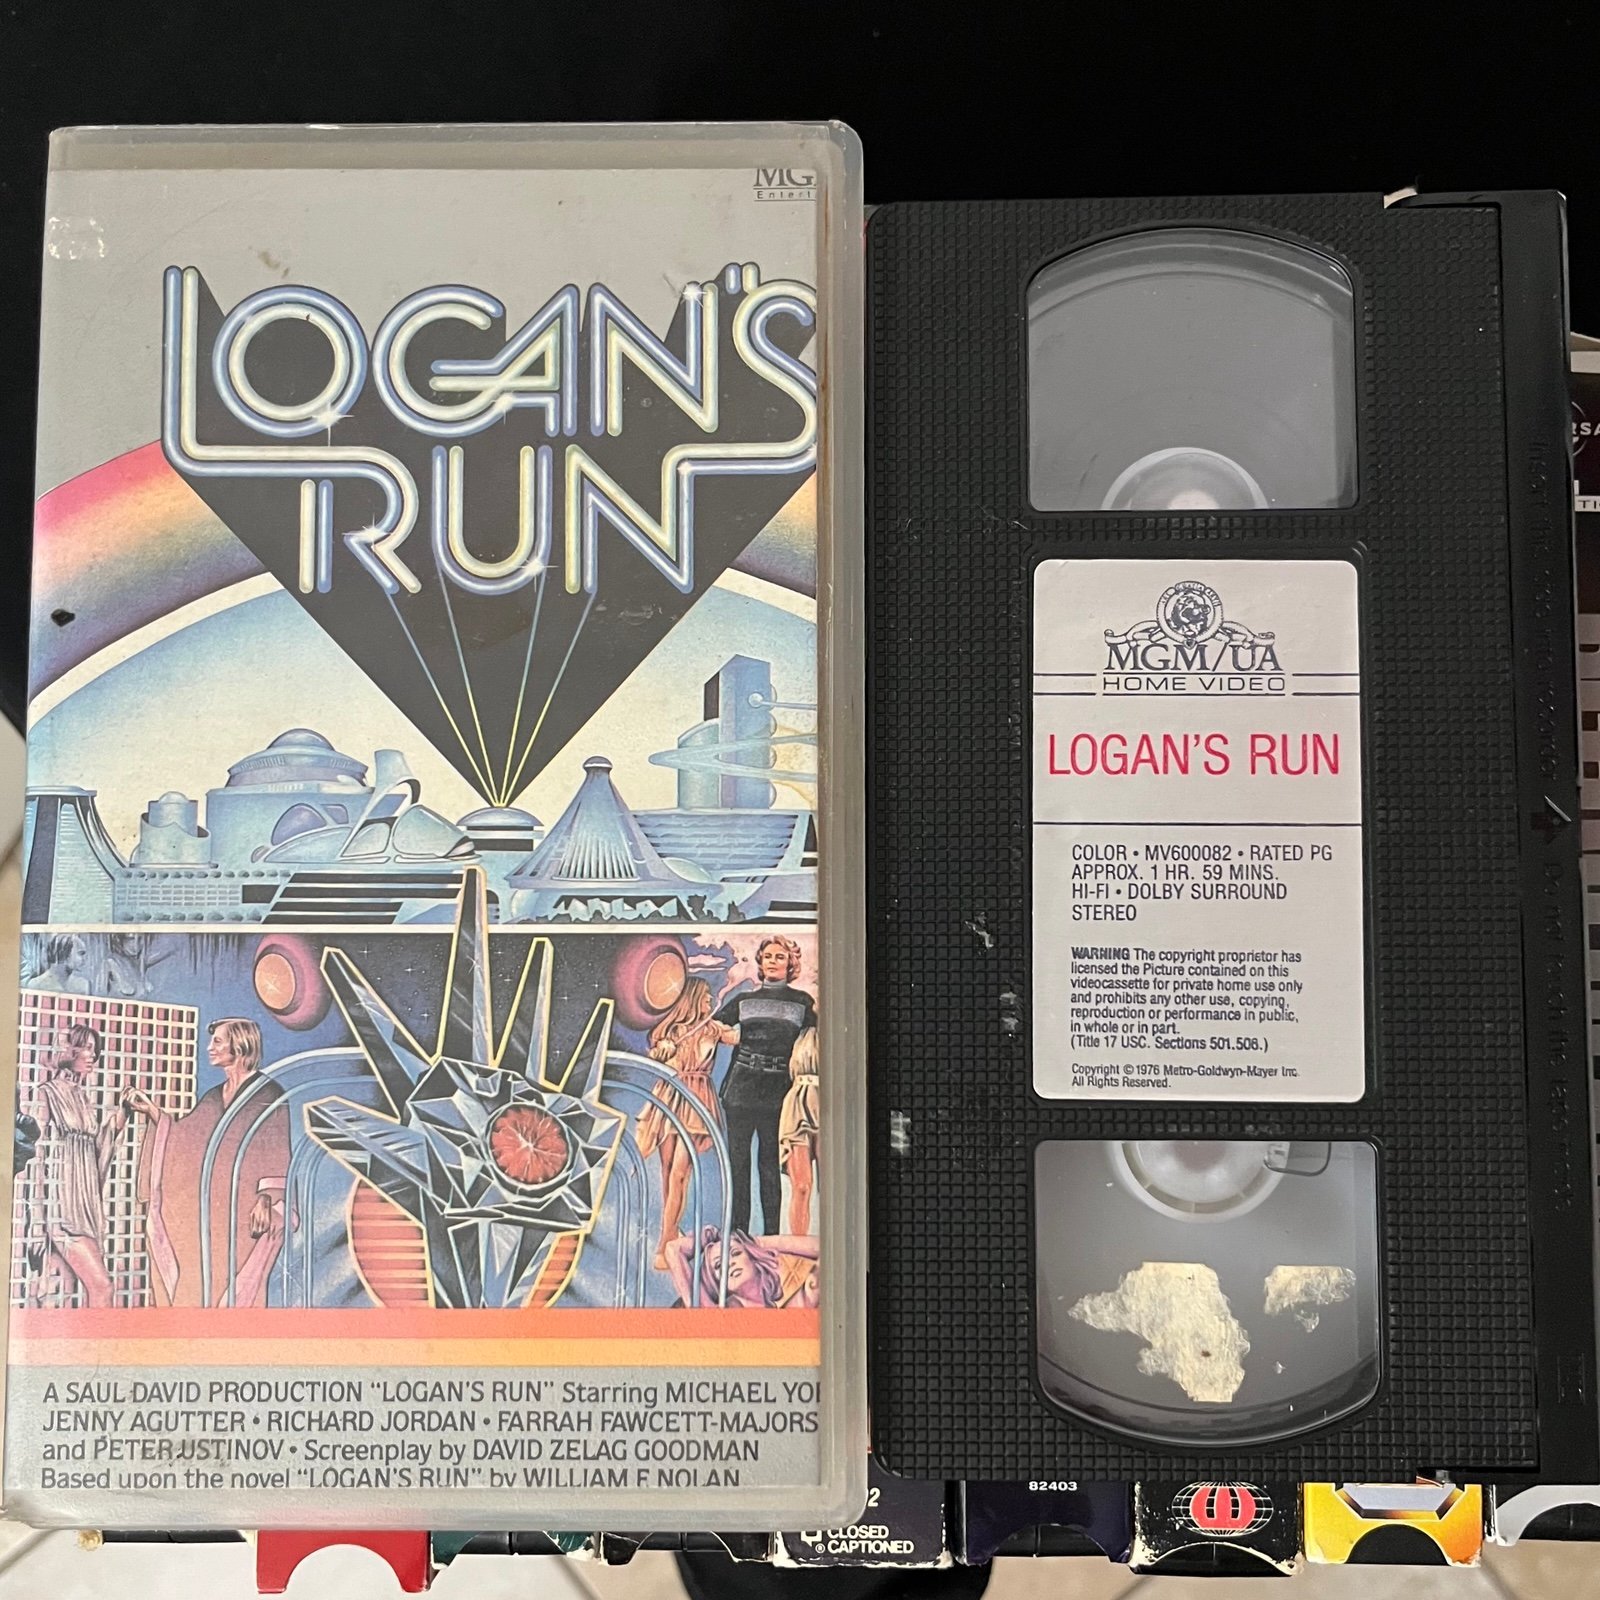 MG
Entert
LOGAN'S
RUN
A SAUL DAVID PRODUCTION "LOGAN'S RUN" Starring MICHAEL YO
JENNY AGUTTER • RICHARD JORDAN • FARRAH FAWCETT-MAJORS
and PETER USTINOV • Screenplay by DAVID ZELAG GOODMAN
Based upon the novel "LOGAN'S RUN" by WILLIAM F. NOLAN
MGM/UA
HOME VIDEO
LOGAN'S RUN
COLOR • MV600082 • RATED PG
APPROX. 1 HR. 59 MINS.
HI-FI • DOLBY SURROUND
STEREO
WARNING The copyright proprietor has
licensed the Picture contained on this
videocassette for private home use only
and prohibits any other use, copying,
reproduction or performance in public,
in whole or in part.
(Title 17 USC. Sections 501.506.)
Copyright © 1976 Metro-Goldwyn-Mayer Inc.
All Rights Reserved.
CLOSED
® CAPTIONED
82403